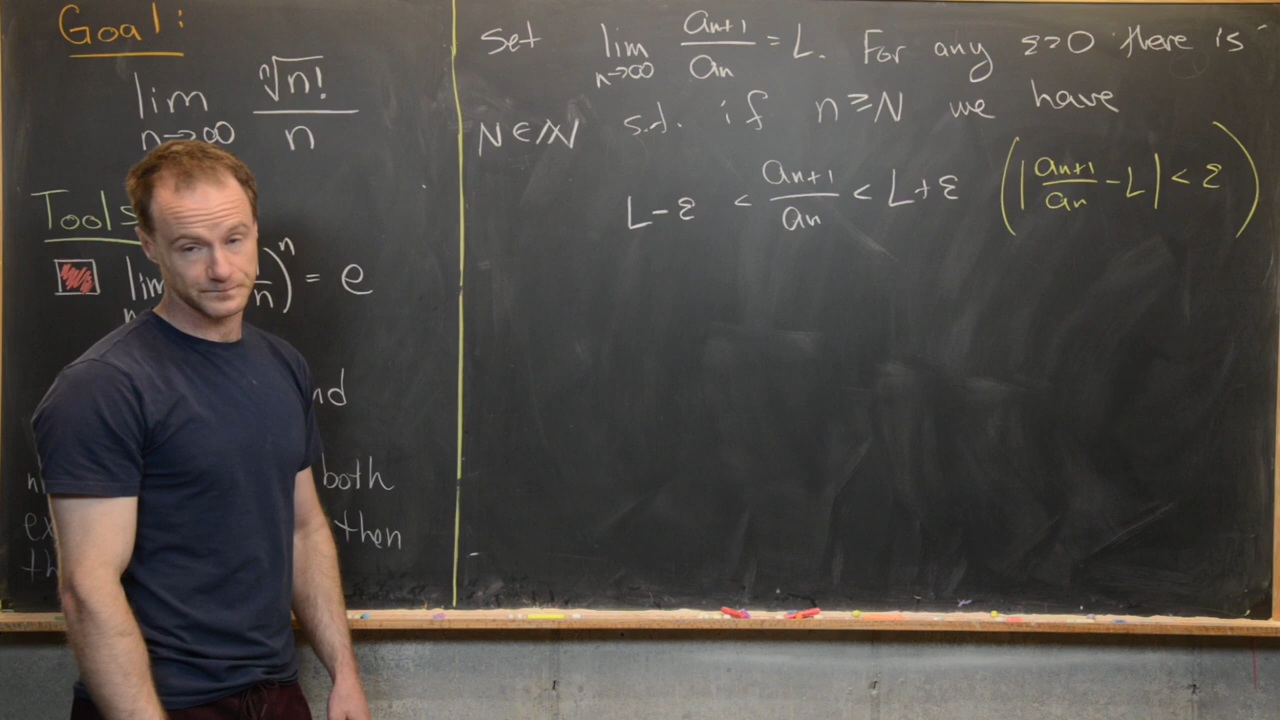 Goal:
lim n→∞ ⁿ√n! / n
Tools
lim n )ⁿ = e
nd
both
then
th
Set lim n→∞ aₙ₊₁/aₙ = L. For any ε>0 there is
N∈ℕ s.t. if n≥N we have
L-ε < aₙ₊₁/aₙ < L+ε (|aₙ₊₁/aₙ - L| < ε)